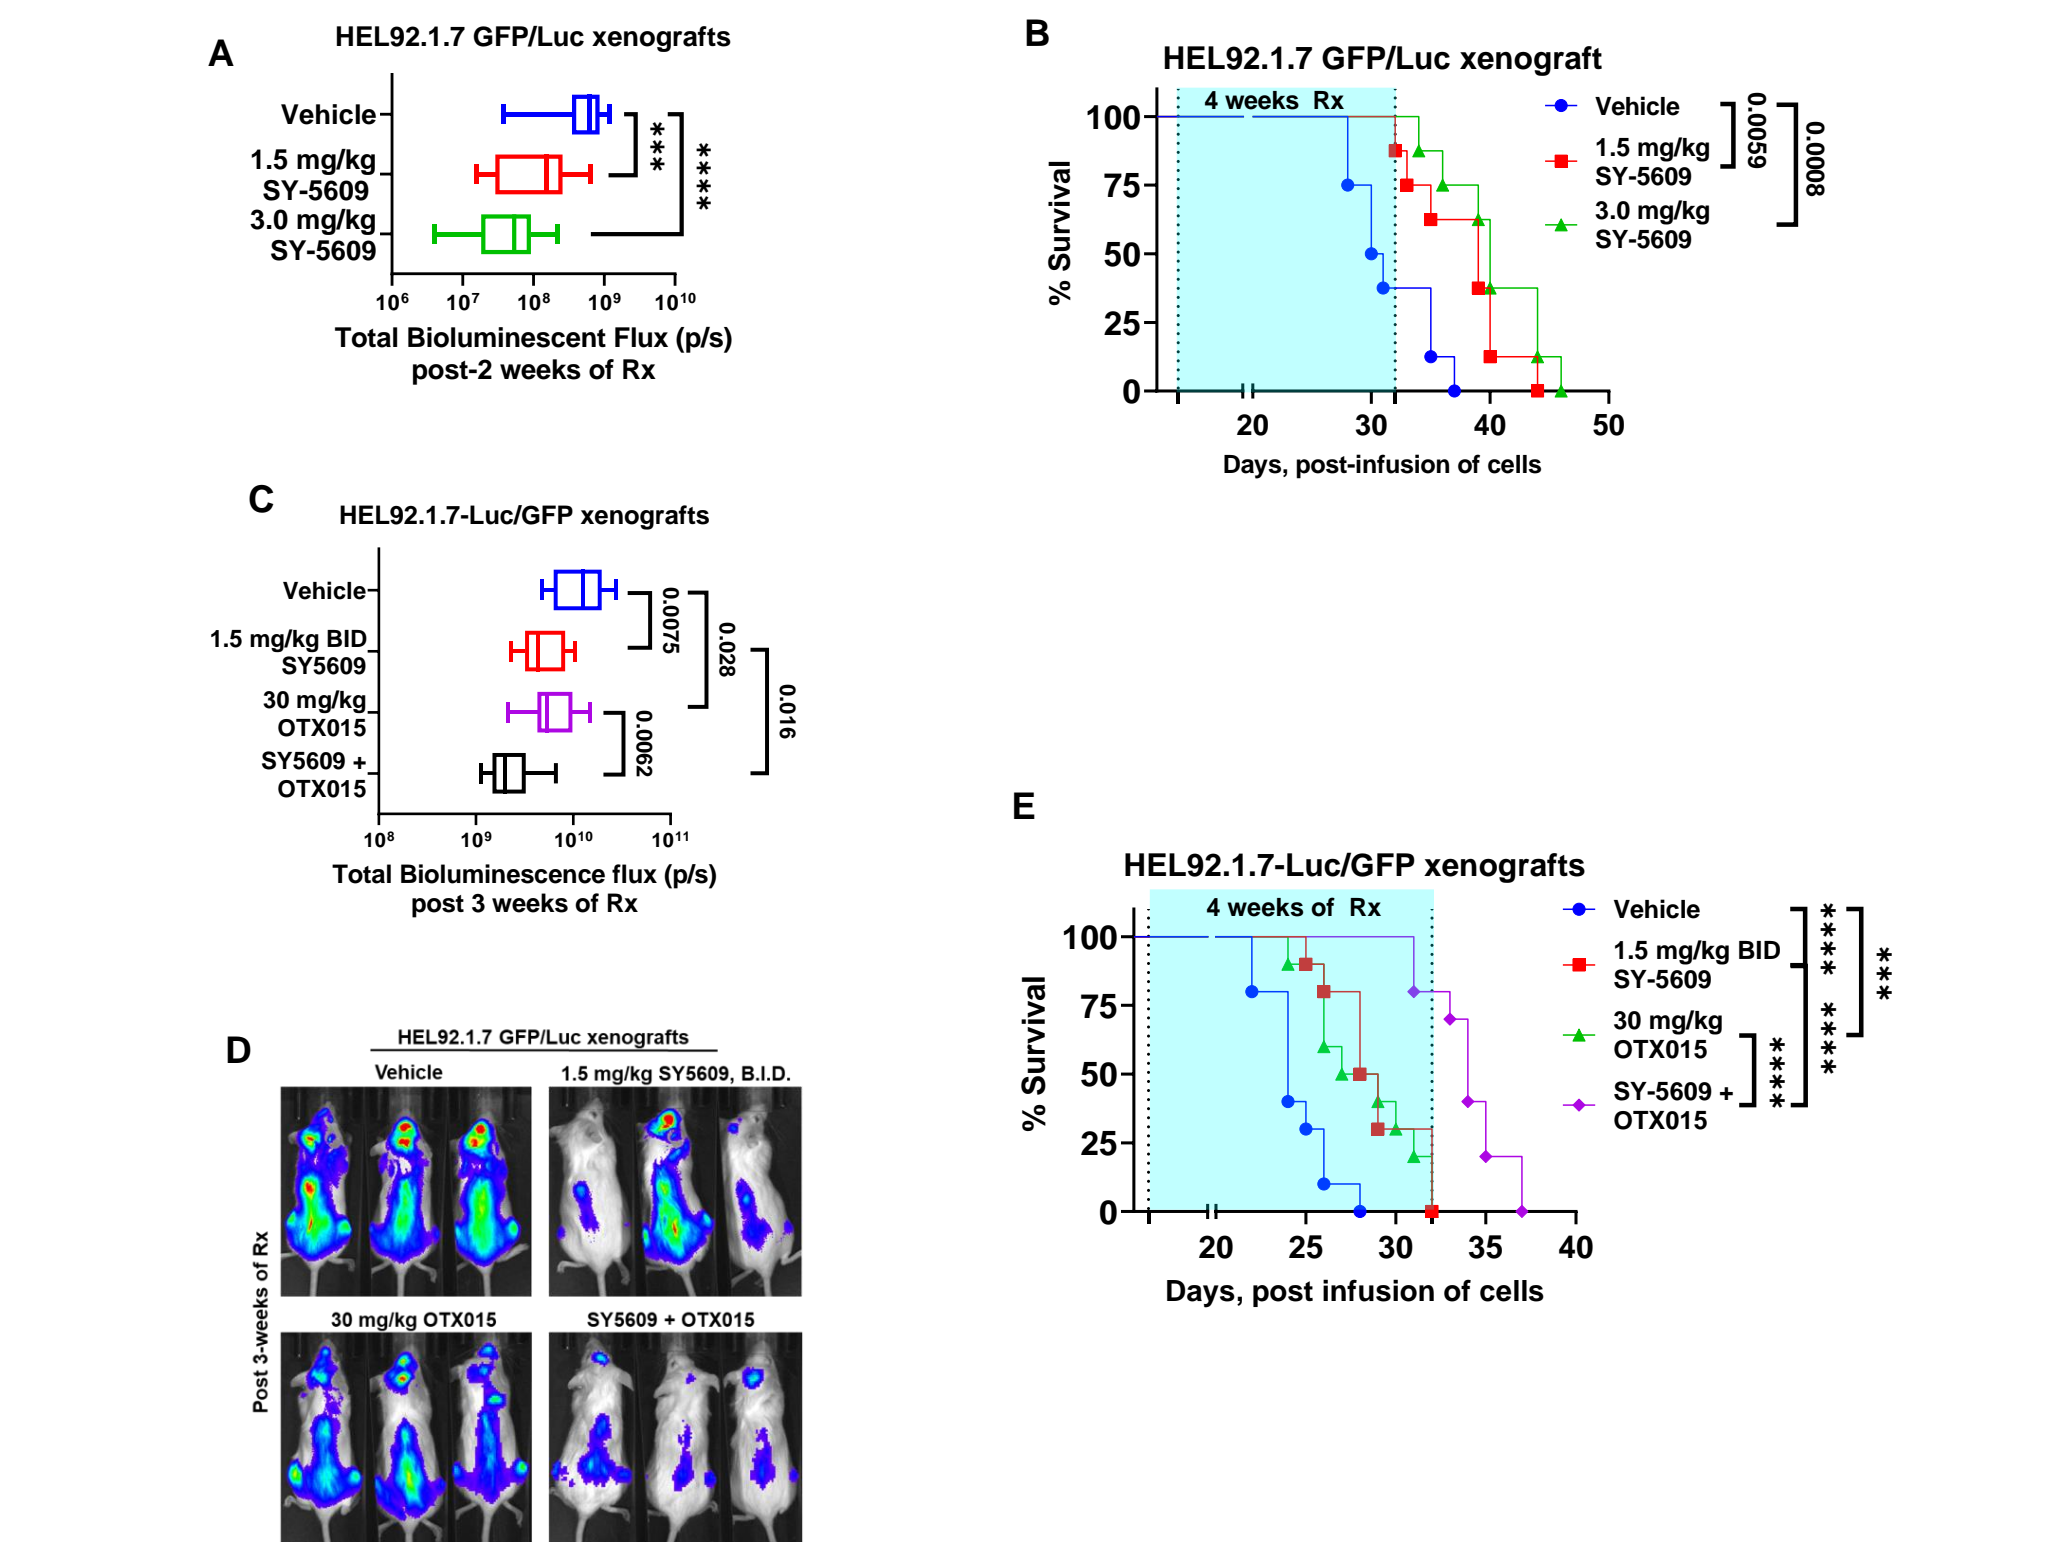 A
HEL92.1.7 GFP/Luc xenografts
Vehicle
1.5 mg/kg
SY-5609
3.0 mg/kg
SY-5609
***
****
10⁶ 10⁷ 10⁸ 10⁹ 10¹⁰
Total Bioluminescent Flux (p/s)
post-2 weeks of Rx
B
HEL92.1.7 GFP/Luc xenograft
4 weeks Rx
% Survival
100
75
50
25
0
20 30 40 50
Days, post-infusion of cells
Vehicle
1.5 mg/kg
SY-5609
3.0 mg/kg
SY-5609
0.0059
0.0008
C
HEL92.1.7-Luc/GFP xenografts
Vehicle
1.5 mg/kg BID
SY5609
30 mg/kg
OTX015
SY5609 +
OTX015
0.0075
0.028
0.016
0.0062
10⁸ 10⁹ 10¹⁰ 10¹¹
Total Bioluminescence flux (p/s)
post 3 weeks of Rx
D
HEL92.1.7 GFP/Luc xenografts
Vehicle
1.5 mg/kg SY5609, B.I.D.
30 mg/kg OTX015
SY5609 + OTX015
Post 3-weeks of Rx
E
HEL92.1.7-Luc/GFP xenografts
4 weeks of Rx
% Survival
100
75
50
25
0
20 25 30 35 40
Days, post infusion of cells
Vehicle
1.5 mg/kg BID
SY-5609
30 mg/kg
OTX015
SY-5609 +
OTX015
****
***
****
****